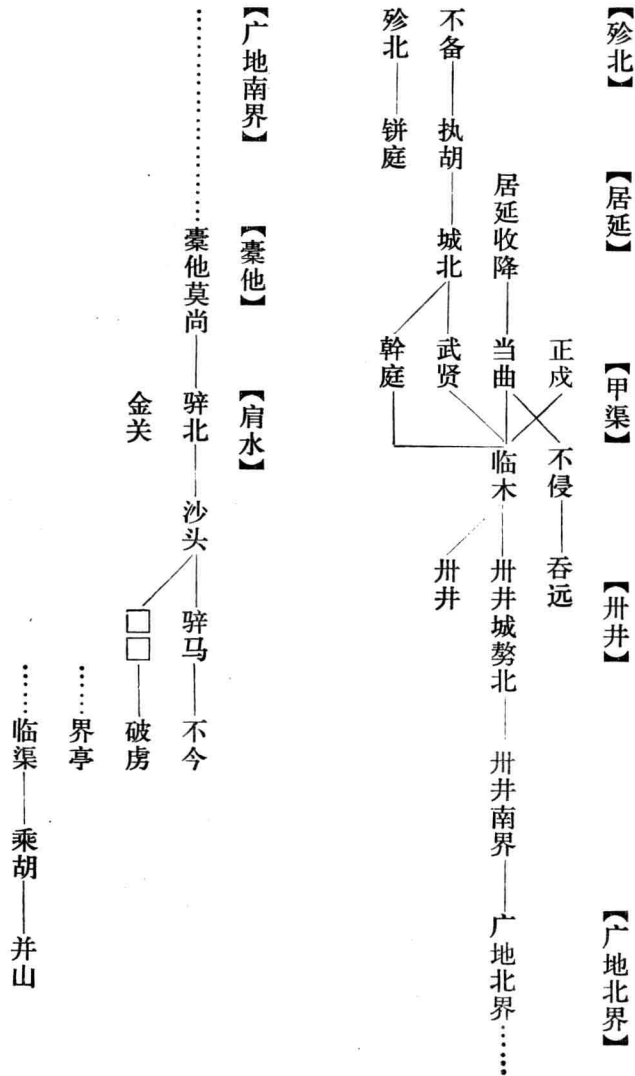 【殄北】
【居延】
【甲渠】
【卅井】
【广地北界】
正戍
不侵
吞远
居延收降
当曲
临木
卅井城嫯北
卅井南界
广地北界……
不备
执胡
城北
武贤
卅井
殄北
鉼庭
幹庭
【广地南界】
【橐他】
【肩水】
……………………橐他莫尚
骍北
沙头
骍马
不今
金关
□□
破虏
……界亭
……临渠
乘胡
并山